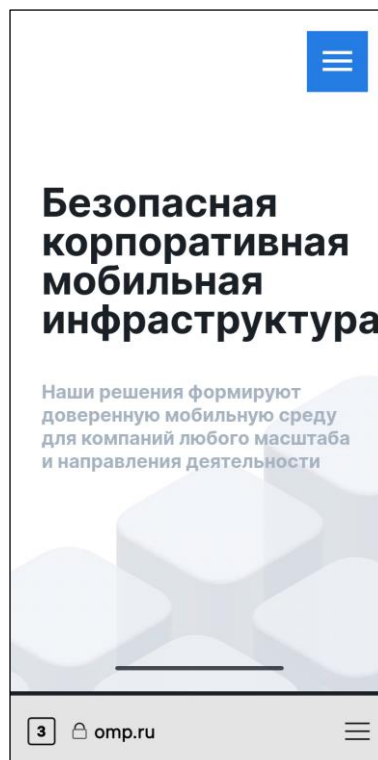 Безопасная
корпоративная
мобильная
инфраструктура
Наши решения формируют
доверенную мобильную среду
для компаний любого масштаба
и направления деятельности
3 omp.ru